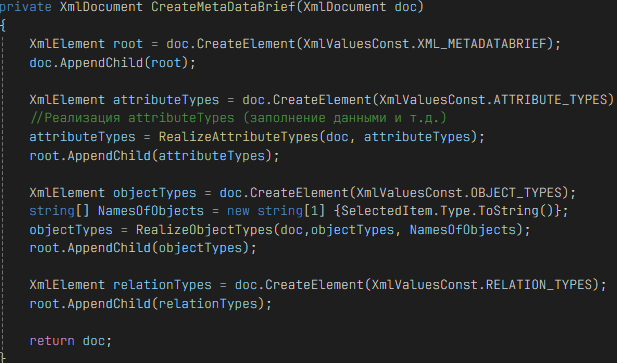 private XmlDocument CreateMetaDataBrief(XmlDocument doc)
{
XmlElement root = doc.CreateElement(XmlValuesConst.XML_METADATABRIEF);
doc.AppendChild(root);
XmlElement attributeTypes = doc.CreateElement(XmlValuesConst.ATTRIBUTE_TYPES)
//Реализация attributeTypes (заполнение данными и т.д.)
attributeTypes = RealizeAttributeTypes(doc, attributeTypes);
root.AppendChild(attributeTypes);
XmlElement objectTypes = doc.CreateElement(XmlValuesConst.OBJECT_TYPES);
string[] NamesOfObjects = new string[1] {SelectedItem.Type.ToString()};
objectTypes = RealizeObjectTypes(doc,objectTypes, NamesOfObjects);
root.AppendChild(objectTypes);
XmlElement relationTypes = doc.CreateElement(XmlValuesConst.RELATION_TYPES);
root.AppendChild(relationTypes);
return doc;
}